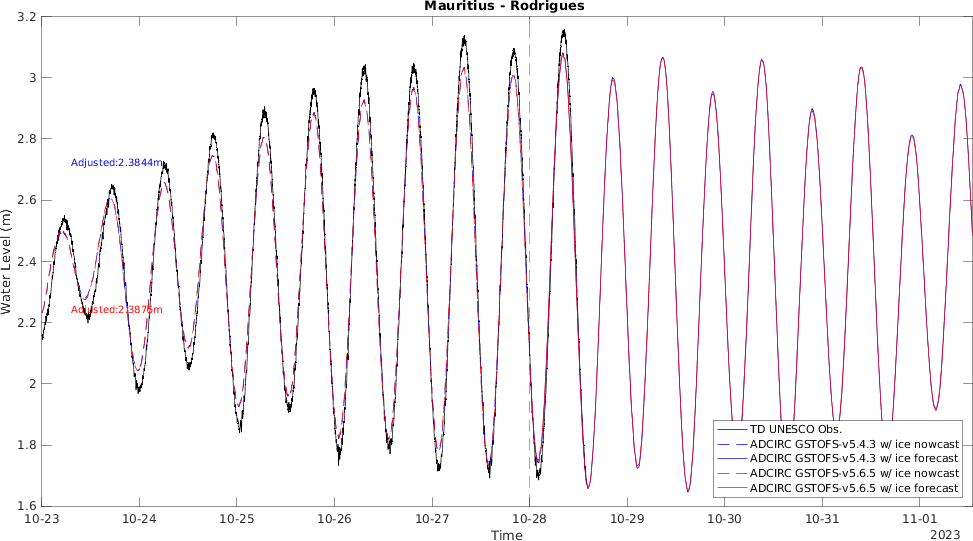 Mauritius - Rodrigues
3.2
3
2.8
2.6
2.4
2.2
2
1.8
1.6
Water Level (m)
Adjusted:2.3844m
Adjusted:2.3875m
TD UNESCO Obs.
ADCIRC GSTOFS-v5.4.3 w/ ice nowcast
ADCIRC GSTOFS-v5.4.3 w/ ice forecast
ADCIRC GSTOFS-v5.6.5 w/ ice nowcast
ADCIRC GSTOFS-v5.6.5 w/ ice forecast
10-23 10-24 10-25 10-26 10-27 10-28 10-29 10-30 10-31 11-01
Time
2023